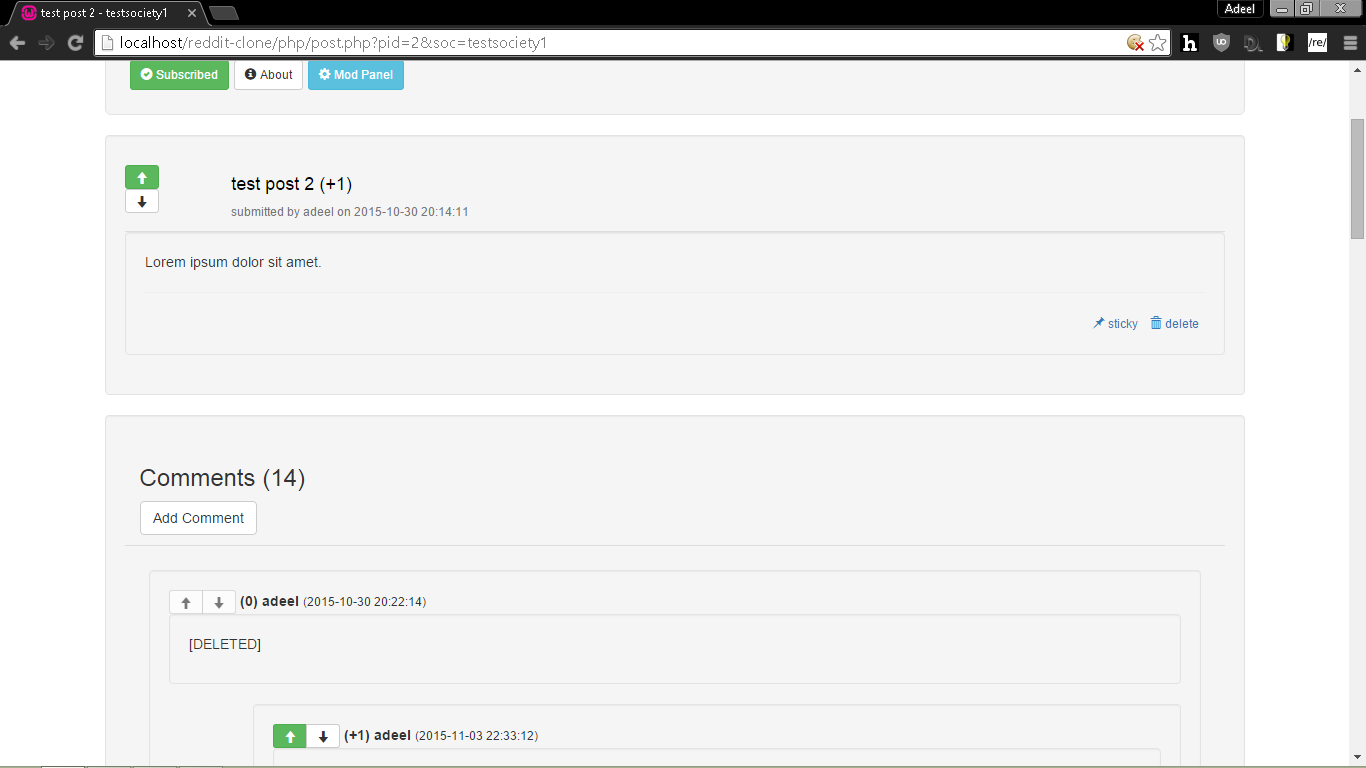 test post 2 - testsociety1
Adeel
localhost/reddit-clone/php/post.php?pid=2&soc=testsociety1
h UO /re/
Subscribed About Mod Panel
test post 2 (+1)
submitted by adeel on 2015-10-30 20:14:11
Lorem ipsum dolor sit amet.
sticky delete
Comments (14)
Add Comment
(0) adeel (2015-10-30 20:22:14)
[DELETED]
(+1) adeel (2015-11-03 22:33:12)